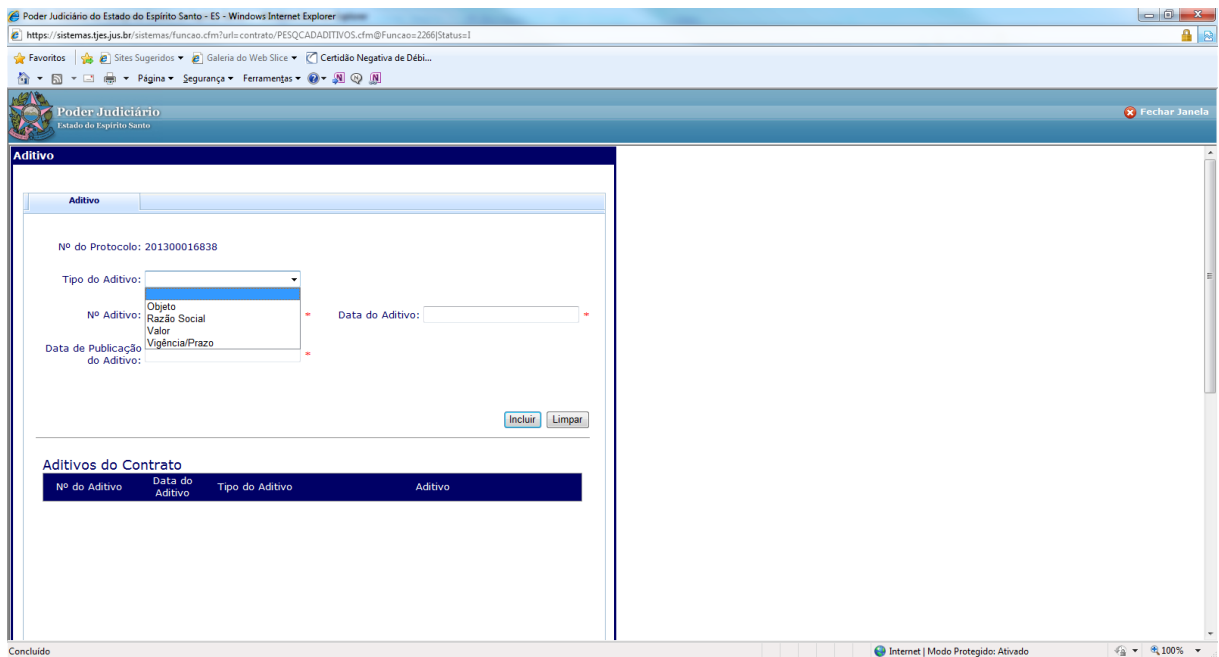 Poder Judiciário do Estado do Espírito Santo - ES - Windows Internet Explorer
https://sistemas.tjes.jus.br/sistemas/funcao.cfm?url=contrato/PESQCADADITIVOS.cfm@Funcao=2266|Status=I
Favoritos Sites Sugeridos Galeria do Web Slice Certidão Negativa de Débi...
Página Segurança Ferramentas
Poder Judiciário
Estado do Espírito Santo
Fechar Janela
Aditivo
Aditivo
Nº do Protocolo: 201300016838
Tipo do Aditivo:
Objeto
Razão Social
Valor
Vigência/Prazo
Nº Aditivo: * Data do Aditivo: *
Data de Publicação
do Aditivo: *
Incluir Limpar
Aditivos do Contrato
Nº do Aditivo Data do Aditivo Tipo do Aditivo Aditivo
Concluído Internet | Modo Protegido: Ativado 100%